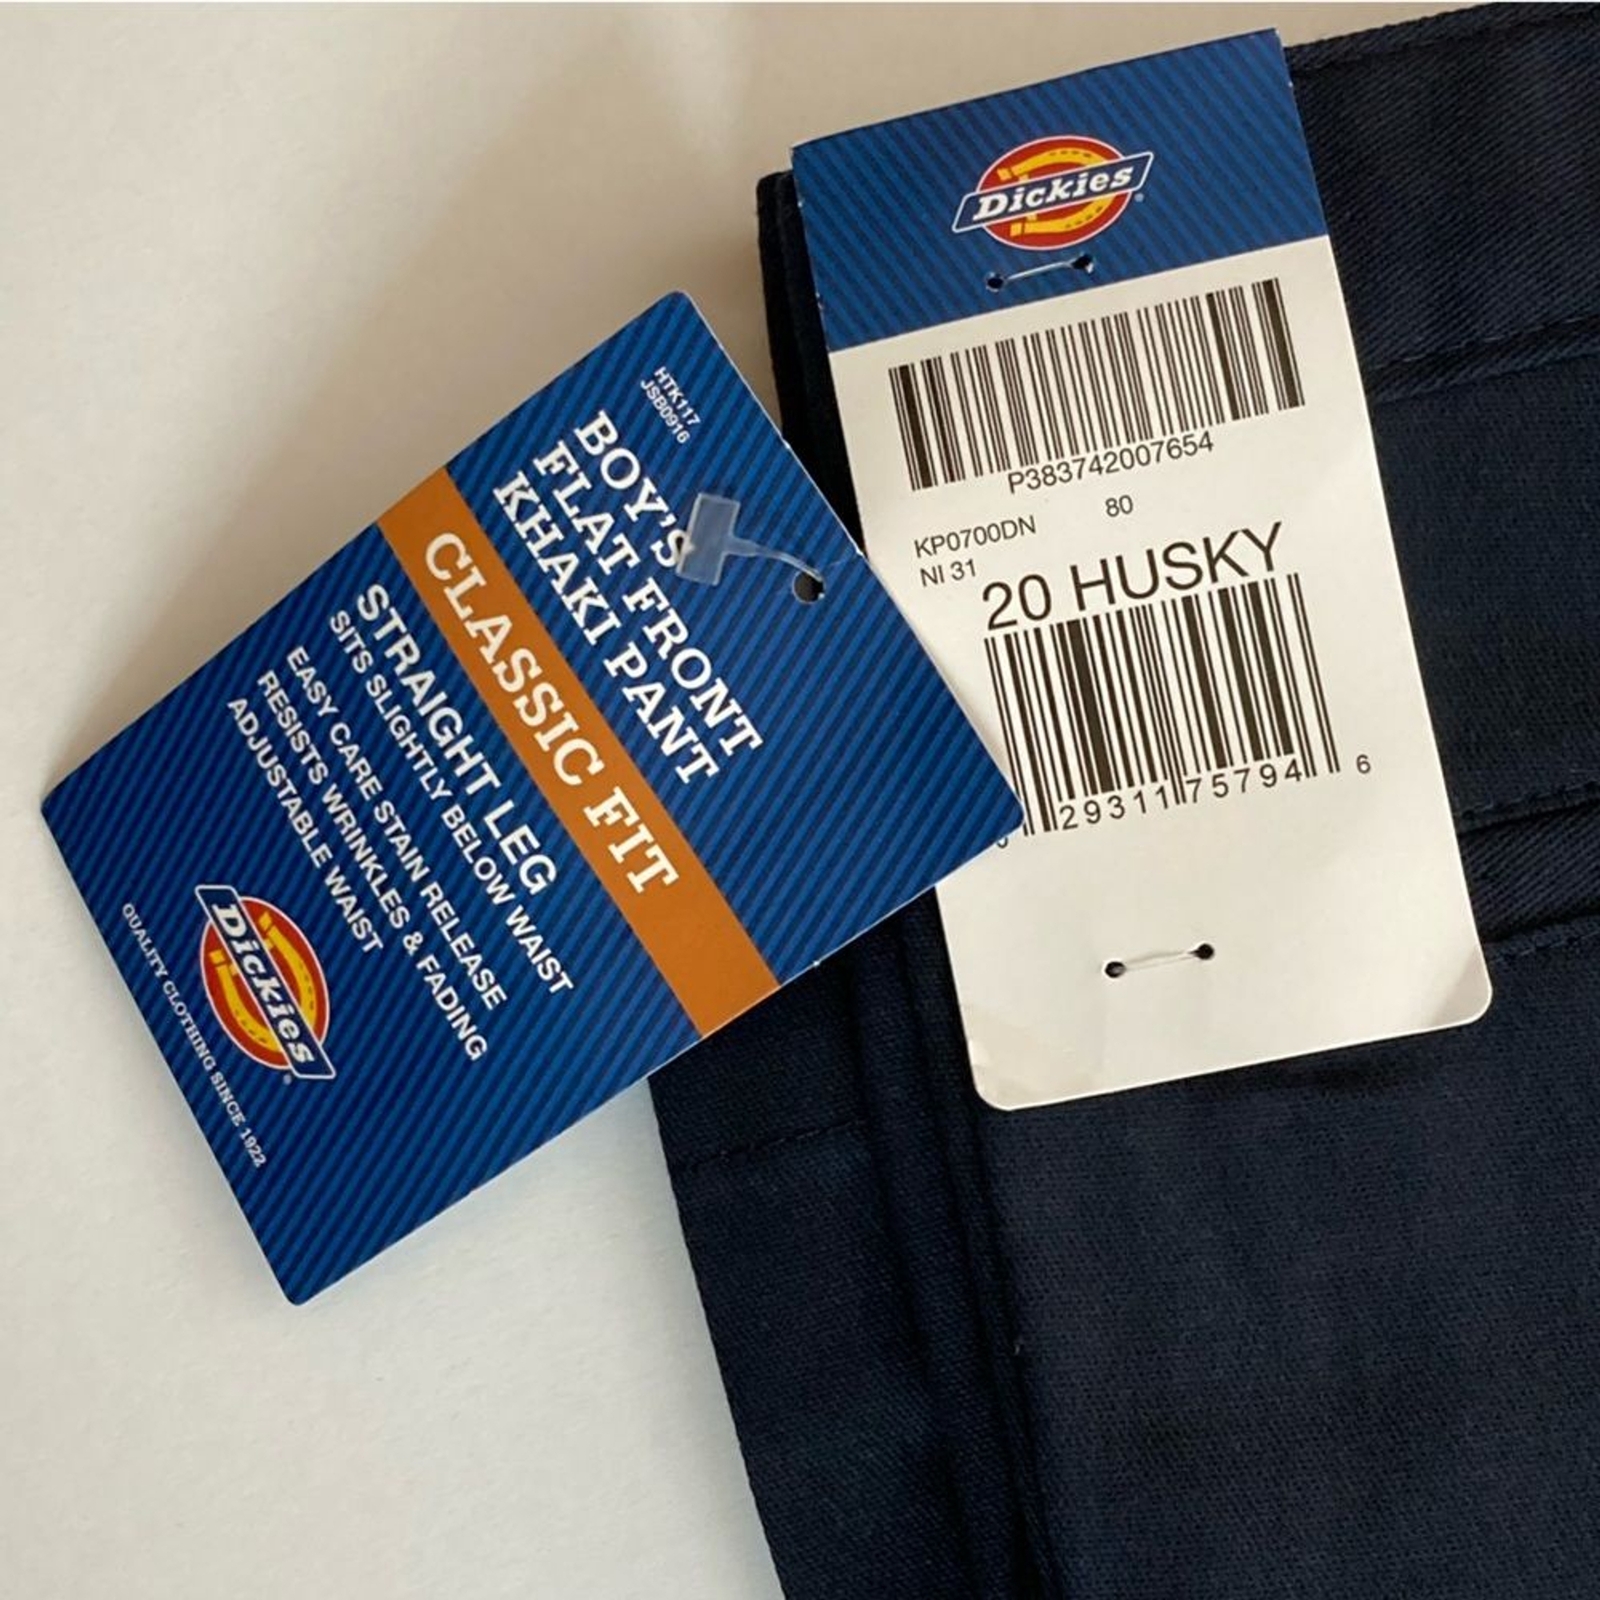 Dickies
P383742007654
KP0700DN 80
NI 31
20 HUSKY
0 29311 75794 6
HTK117
JSB0916
BOY'S
FLAT FRONT
KHAKI PANT
CLASSIC FIT
STRAIGHT LEG
SITS SLIGHTLY BELOW WAIST
EASY CARE STAIN RELEASE
RESISTS WRINKLES & FADING
ADJUSTABLE WAIST
Dickies
QUALITY CLOTHING SINCE 1922